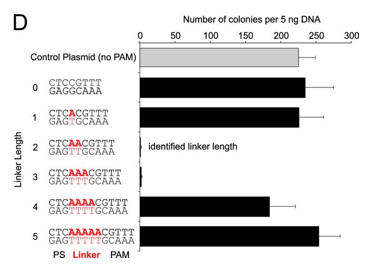 D
Number of colonies per 5 ng DNA
0 50 100 150 200 250 300
Control Plasmid (no PAM)
Linker Length
0 CTCCGTTT
GAGGCAAA
1 CTCACGTTT
GAGTGCAAA
2 CTCAACGTTT
GAGTTGCAAA
identified linker length
3 CTCAAACGTTT
GAGTTTGCAAA
4 CTCAAAACGTTT
GAGTTTTGCAAA
5 CTCAAAAACGTTT
GAGTTTTTGCAAA
PS Linker PAM